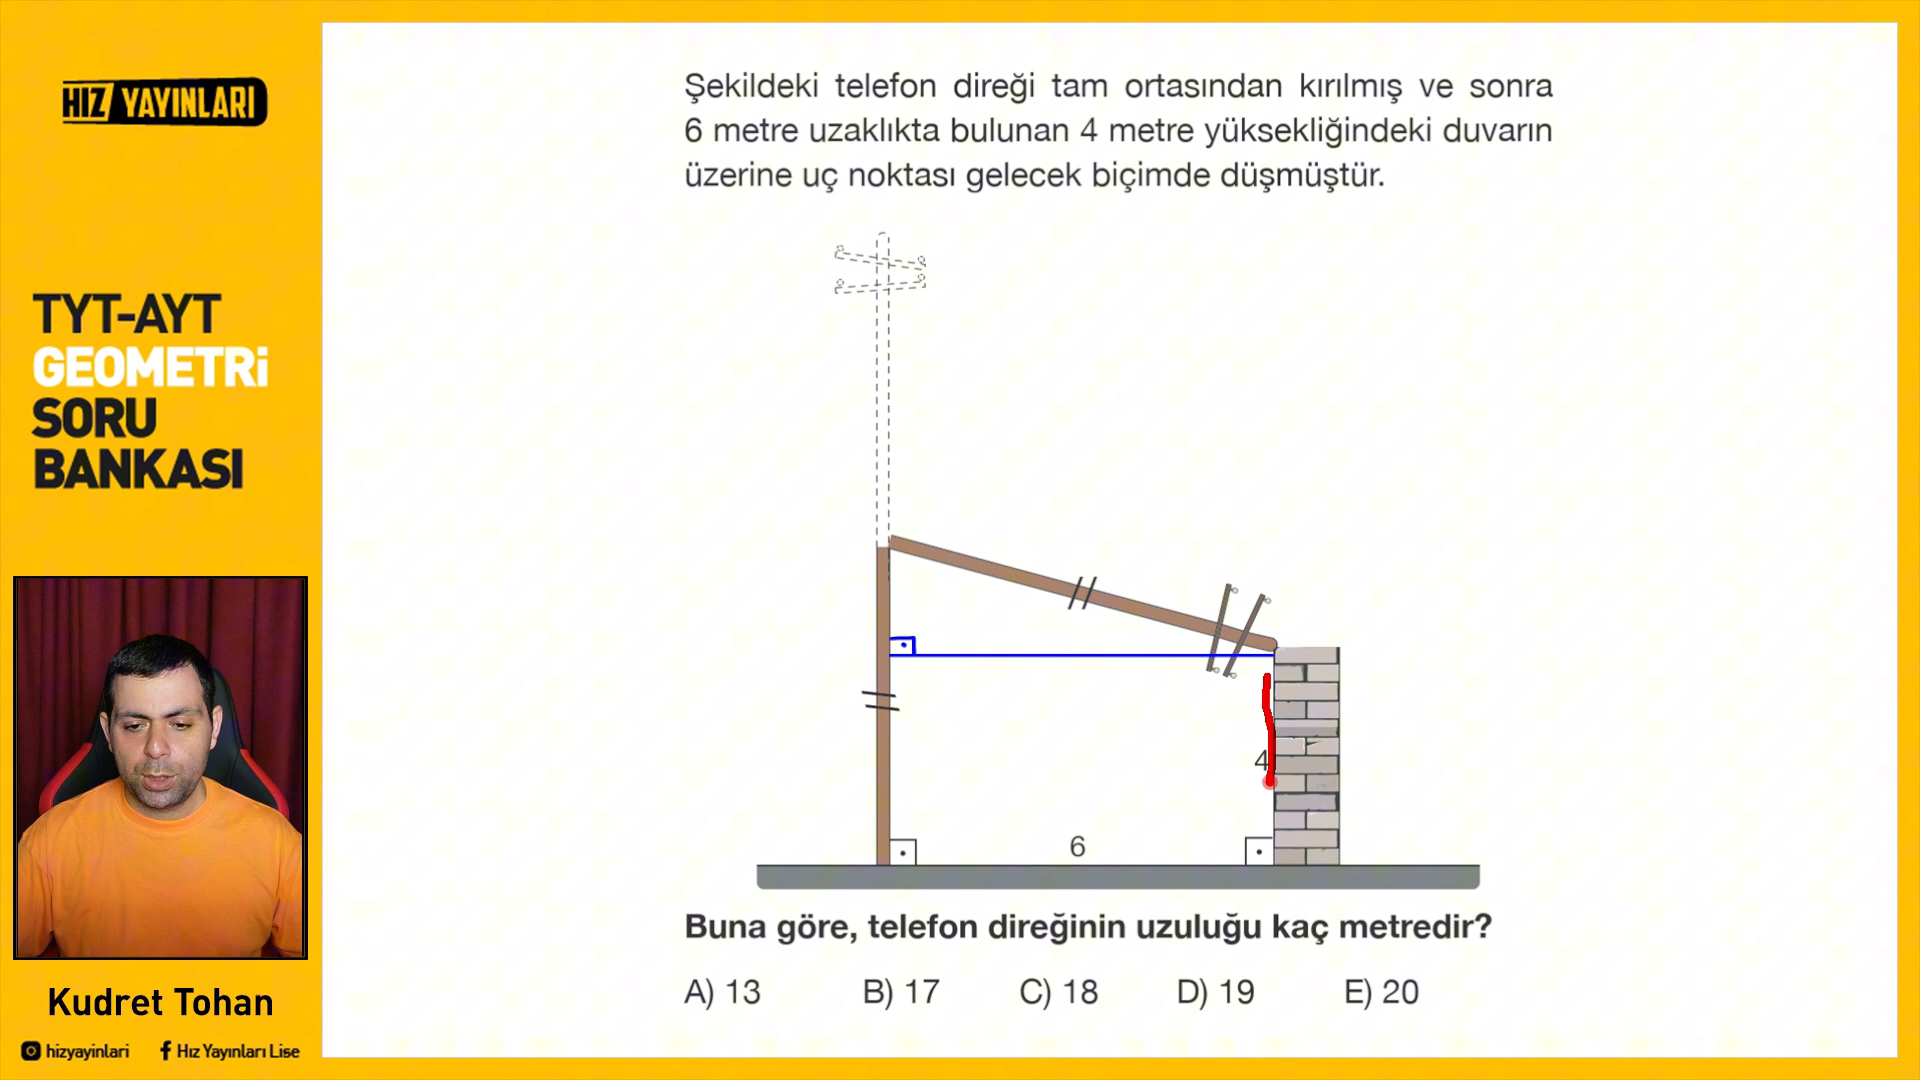 HIZ YAYINLARI
TYT-AYT
GEOMETRİ
SORU
BANKASI
Kudret Tohan
hizyayinlari
Hız Yayınları Lise
Şekildeki telefon direği tam ortasından kırılmış ve sonra
6 metre uzaklıkta bulunan 4 metre yüksekliğindeki duvarın
üzerine uç noktası gelecek biçimde düşmüştür.
4
6
Buna göre, telefon direğinin uzuluğu kaç metredir?
A) 13 B) 17 C) 18 D) 19 E) 20